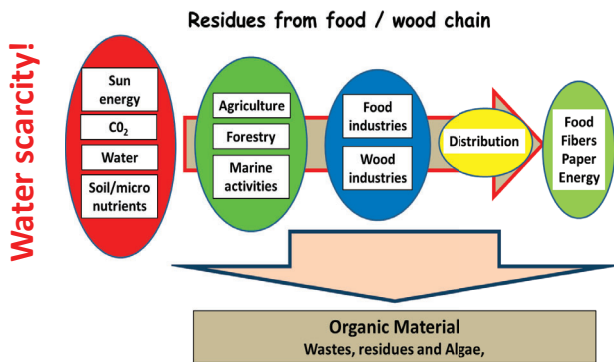 Residues from food / wood chain
Water scarcity!
Sun
energy
C0₂
Water
Soil/micro
nutrients
Agriculture
Forestry
Marine
activities
Food
industries
Wood
industries
Distribution
Food
Fibers
Paper
Energy
Organic Material
Wastes, residues and Algae,